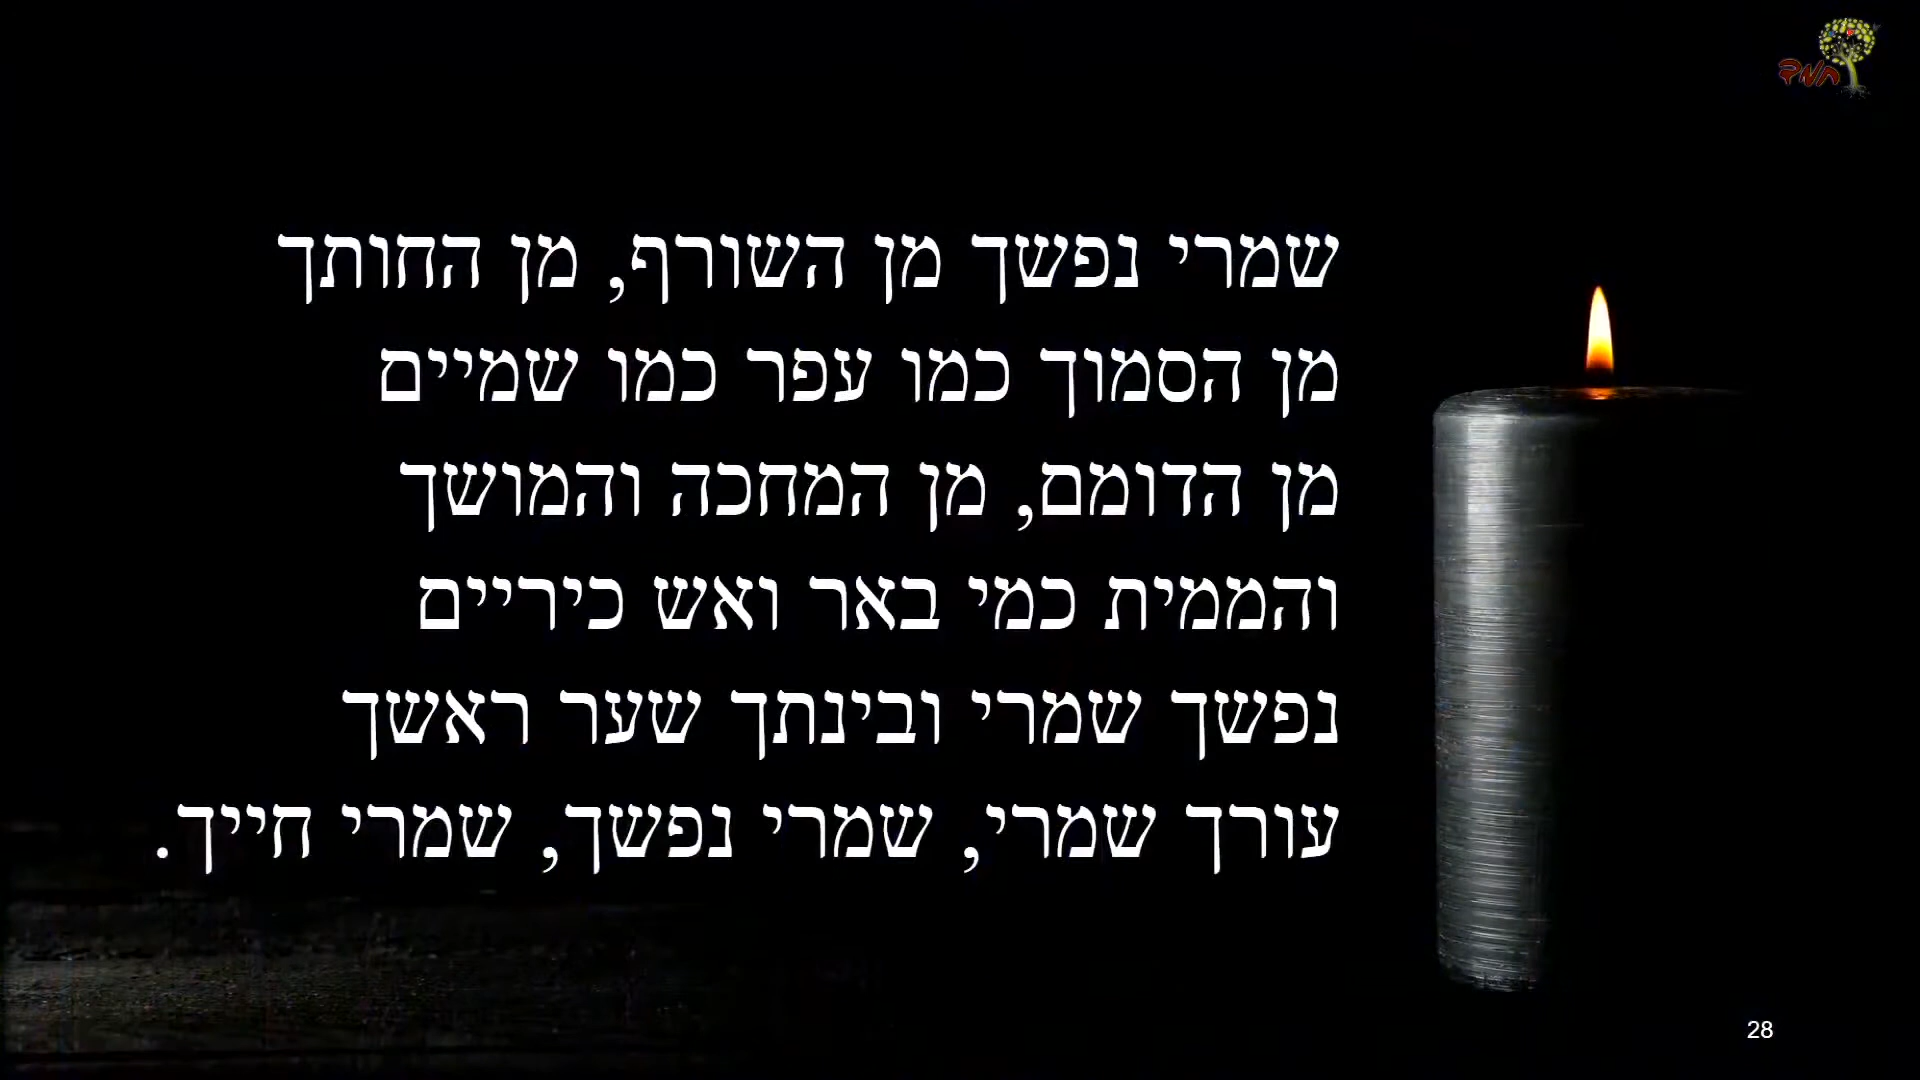 תמך
שמרי נפשך מן השורף, מן החותך
מן הסמוך כמו עפר כמו שמיים
מן הדומם, מן המחכה והמושך
והממית כמי באר ואש כיריים
נפשך שמרי ובינתך שער ראשך
עורך שמרי, שמרי נפשך, שמרי חייך.
28